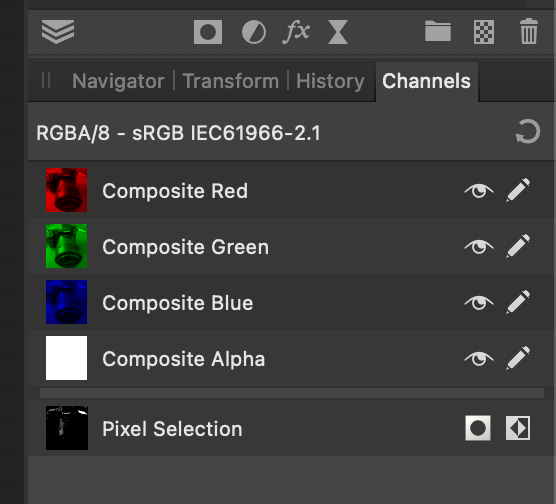 fx
Navigator | Transform | History Channels
RGBA/8 - sRGB IEC61966-2.1
Composite Red
Composite Green
Composite Blue
Composite Alpha
Pixel Selection